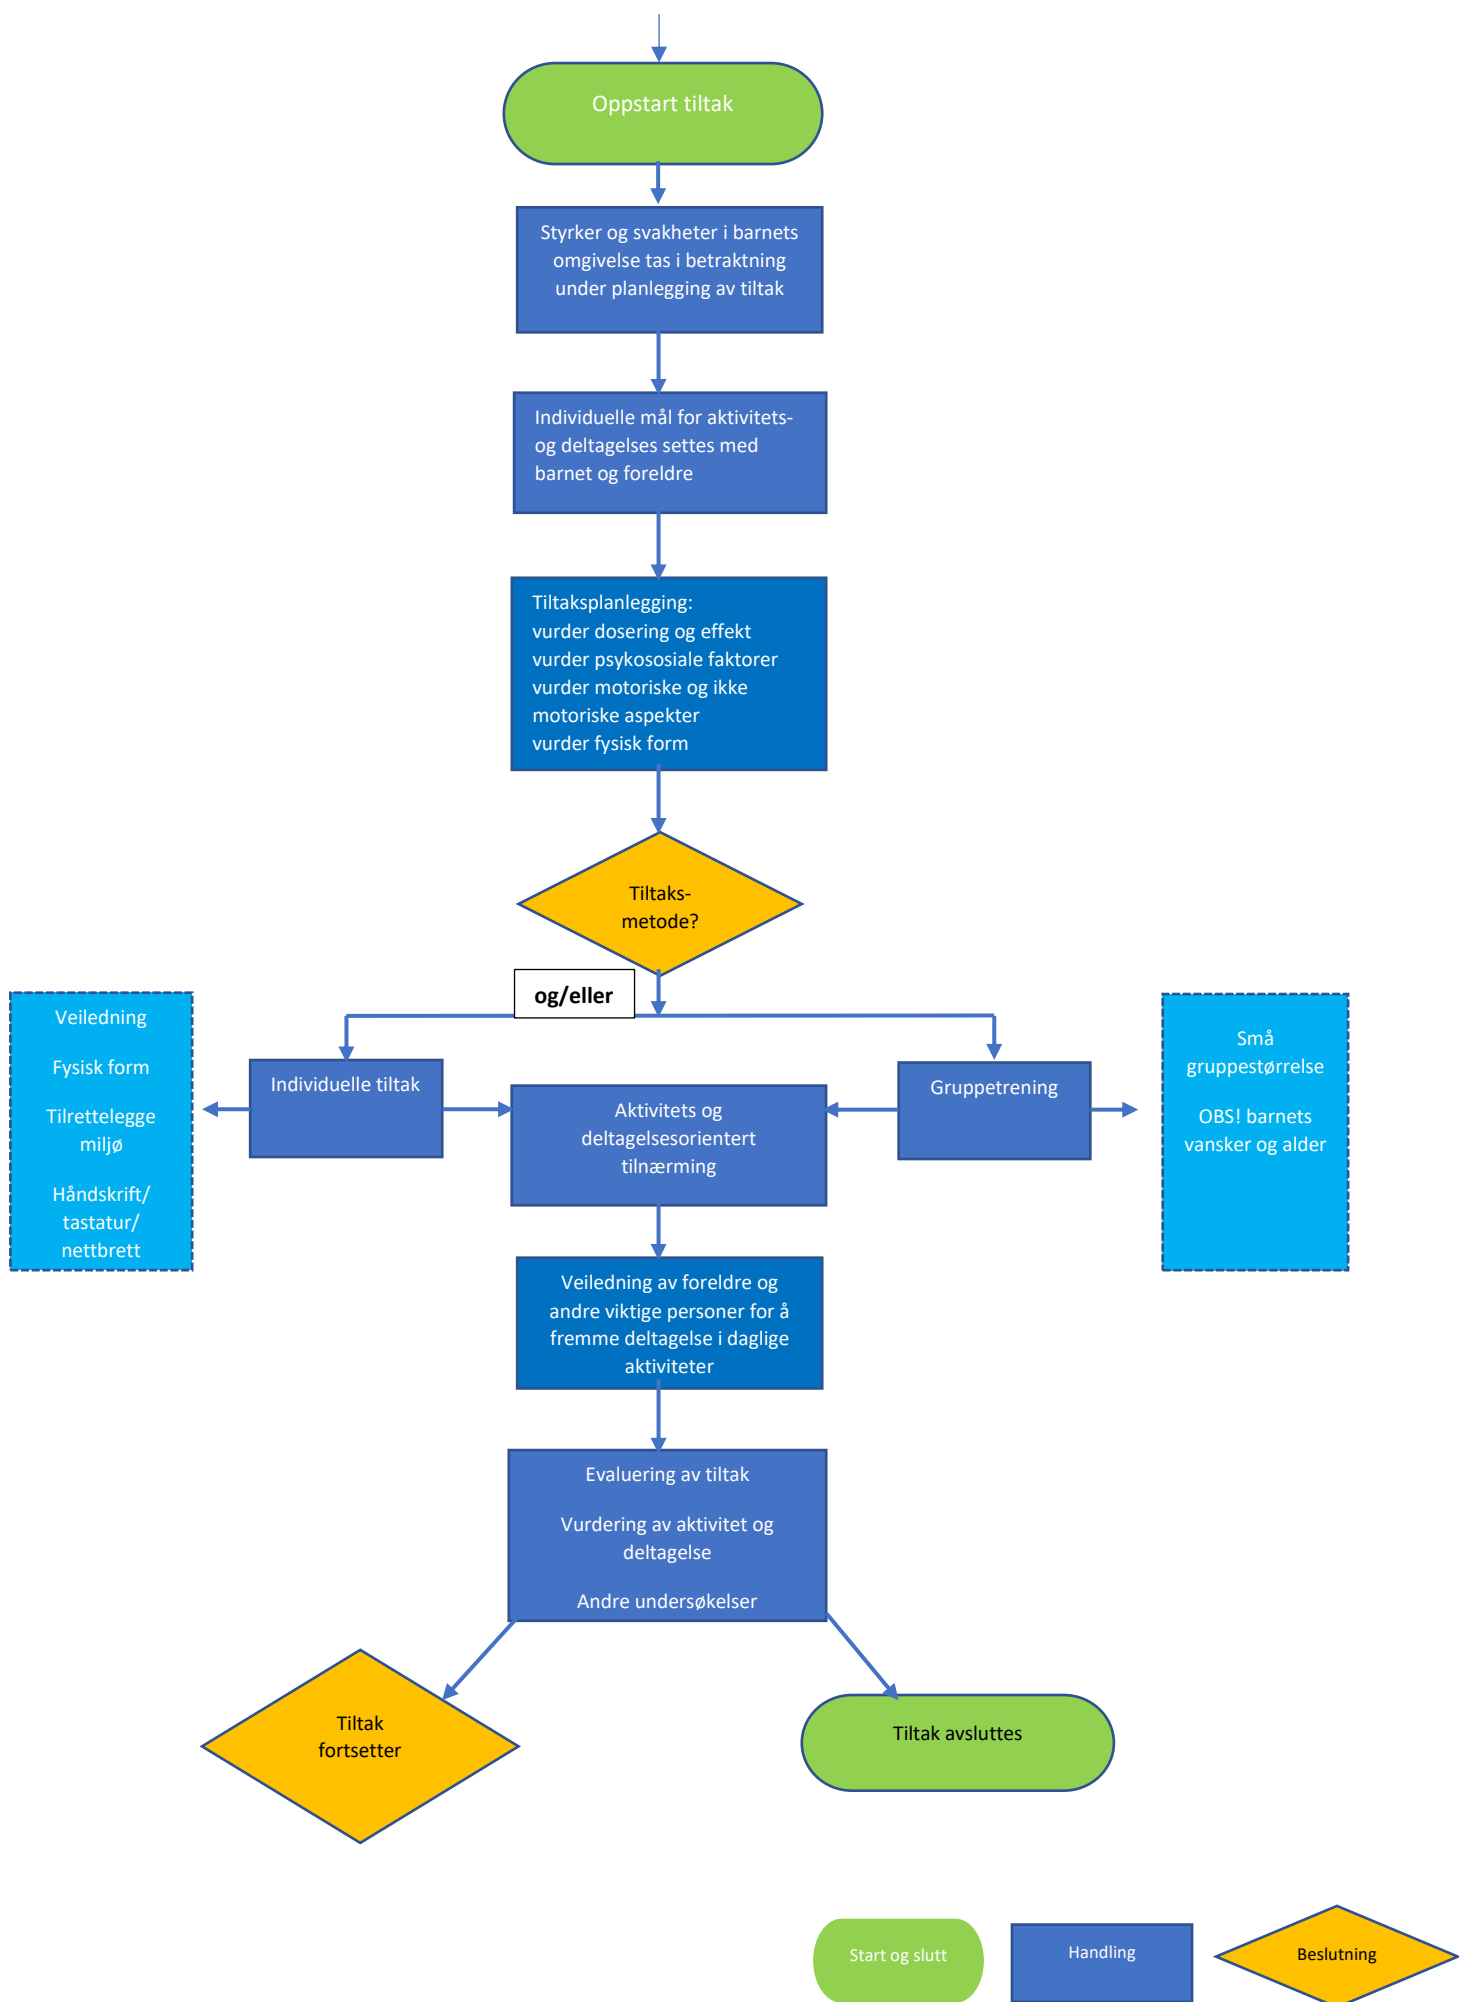 Oppstart tiltak
Styrker og svakheter i barnets
omgivelse tas i betraktning
under planlegging av tiltak
Individuelle mål for aktivitets-
og deltagelses settes med
barnet og foreldre
Tiltaksplanlegging:
vurder dosering og effekt
vurder psykososiale faktorer
vurder motoriske og ikke
motoriske aspekter
vurder fysisk form
Tiltaks-
metode?
og/eller
Veiledning
Fysisk form
Tilrettelegge
miljø
Håndskrift/
tastatur/
nettbrett
Individuelle tiltak
Aktivitets og
deltagelsesorientert
tilnærming
Gruppetrening
Små
gruppestørrelse
OBS! barnets
vansker og alder
Veiledning av foreldre og
andre viktige personer for å
fremme deltagelse i daglige
aktiviteter
Evaluering av tiltak
Vurdering av aktivitet og
deltagelse
Andre undersøkelser
Tiltak
fortsetter
Tiltak avsluttes
Start og slutt
Handling
Beslutning